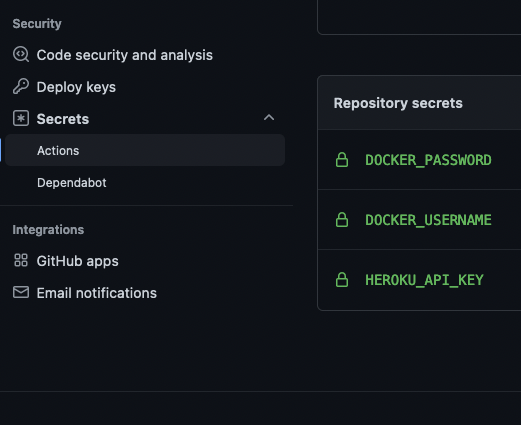 Security
Code security and analysis
Deploy keys
Secrets
Actions
Dependabot
Integrations
GitHub apps
Email notifications
Repository secrets
DOCKER_PASSWORD
DOCKER_USERNAME
HEROKU_API_KEY